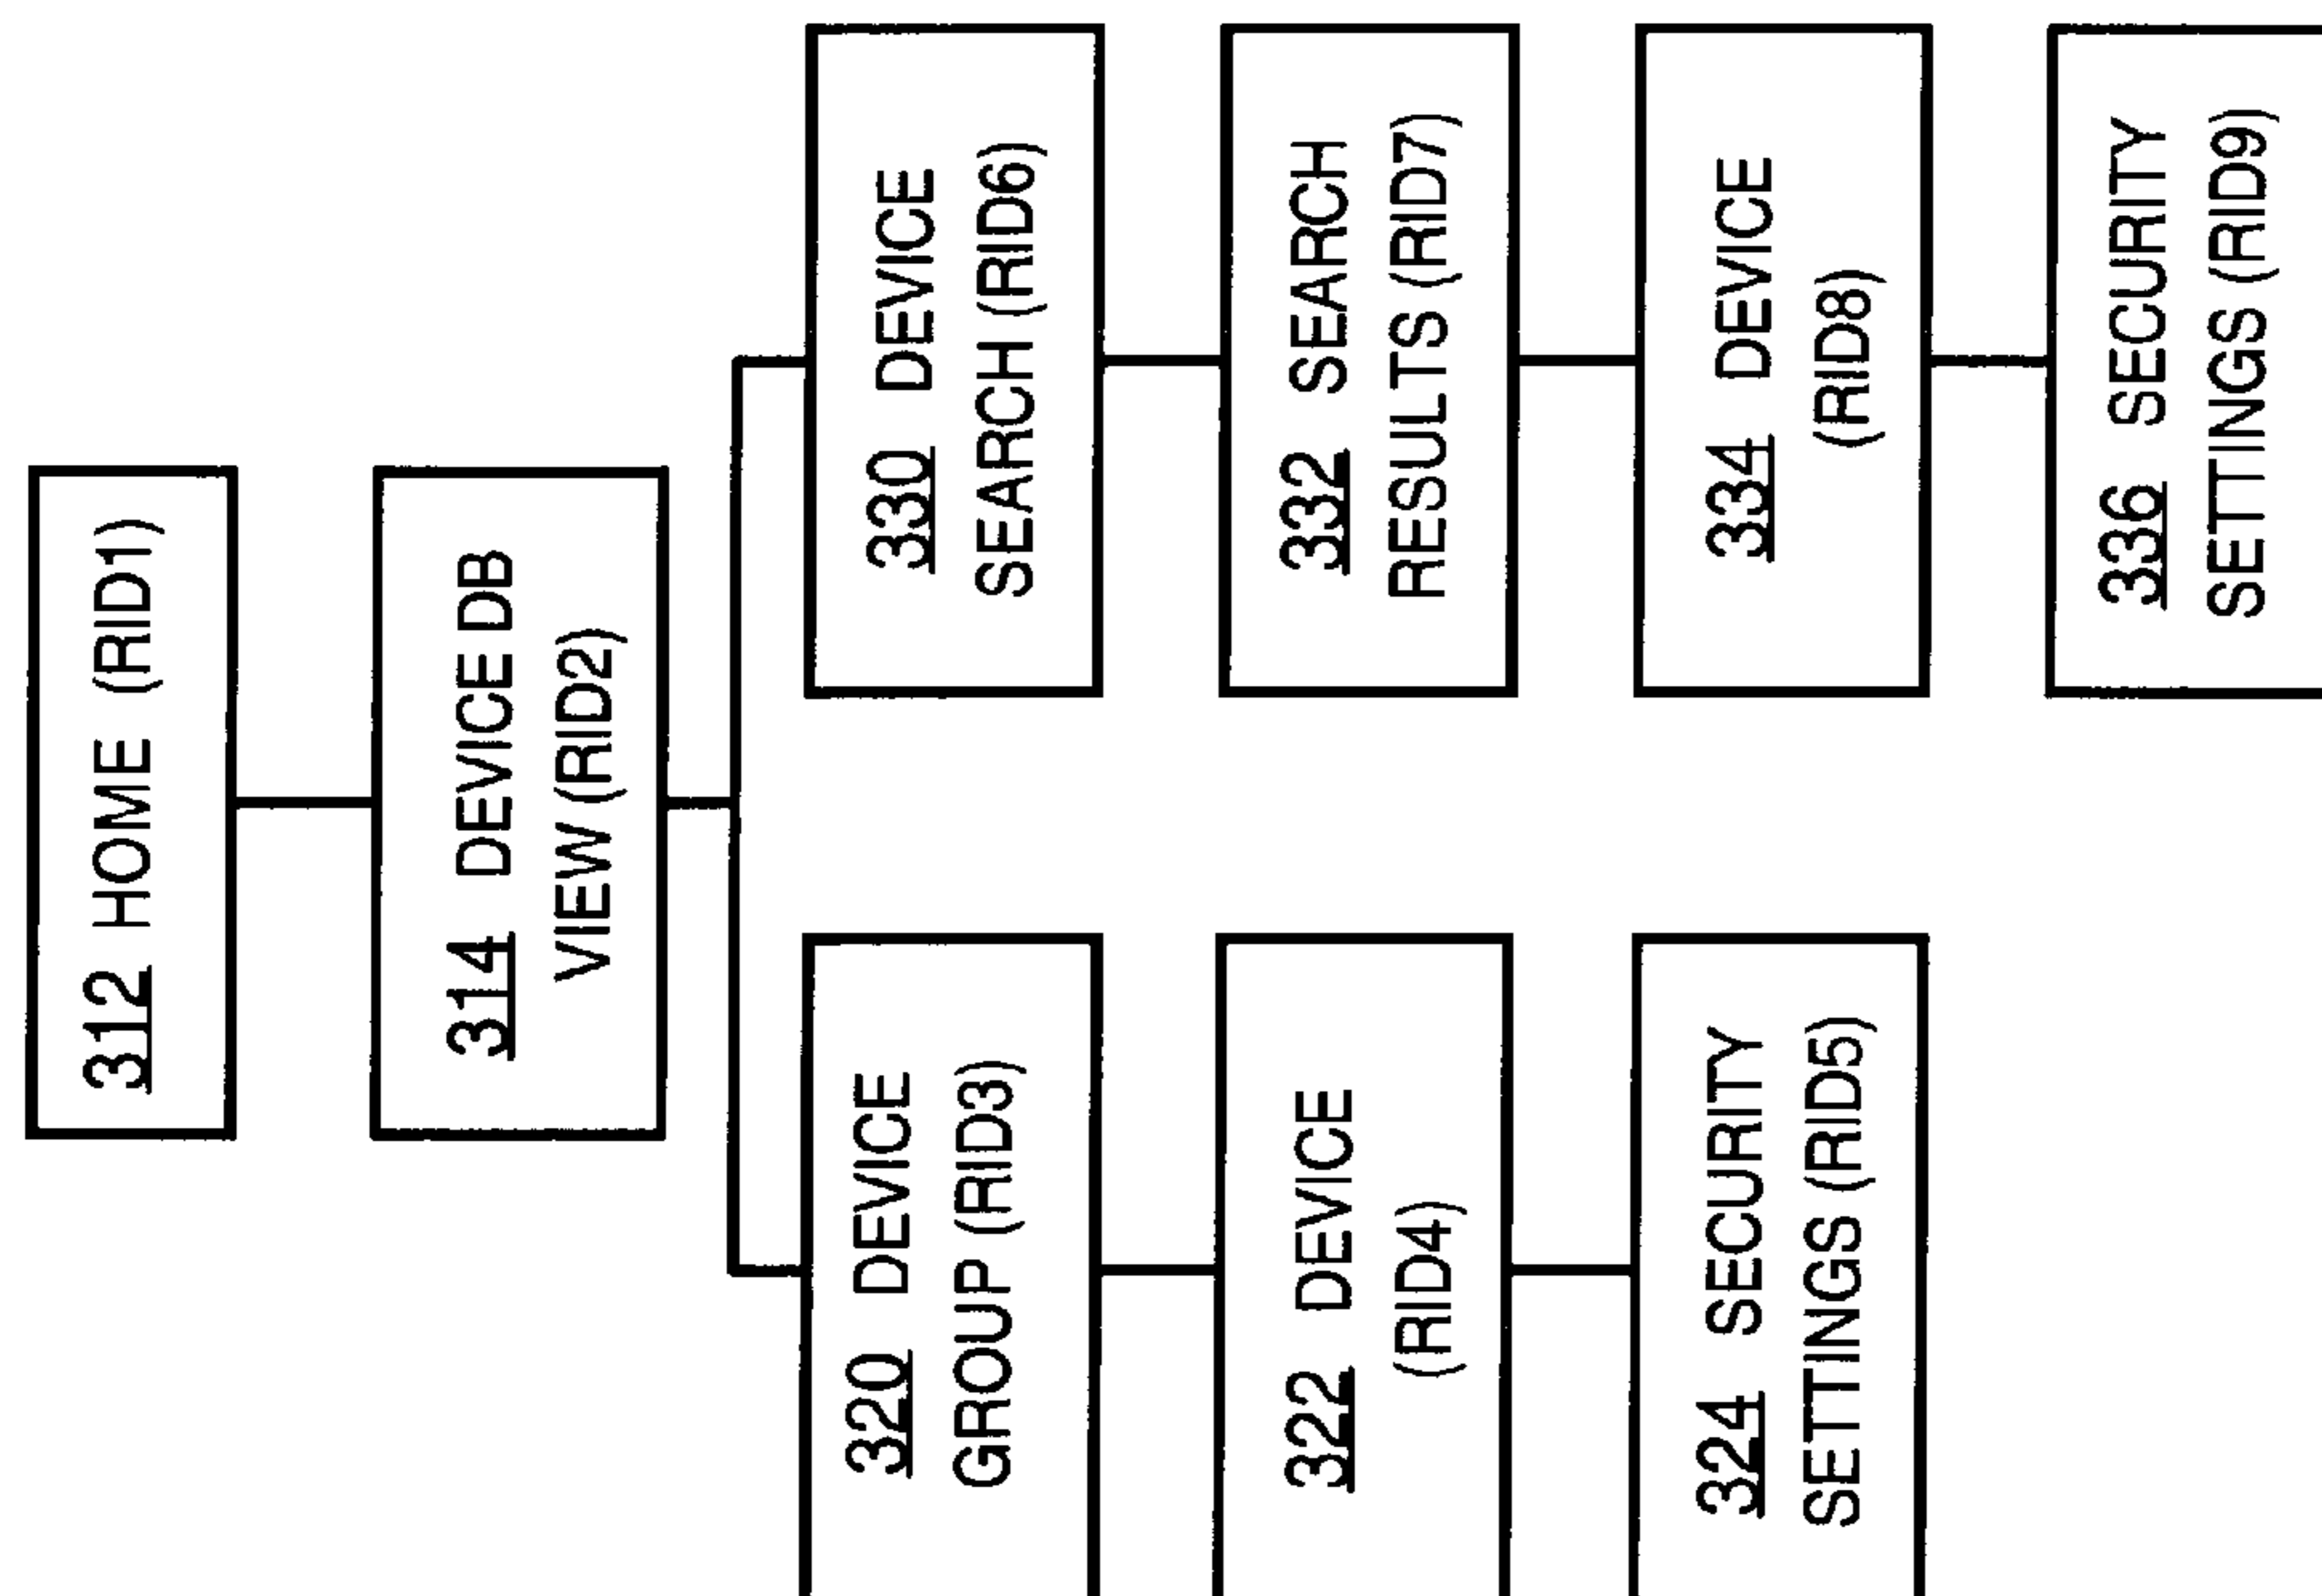 312 HOME (RID1)
314 DEVICE DB
VIEW (RID2)
320 DEVICE
GROUP (RID3)
322 DEVICE
(RID4)
324 SECURITY
SETTINGS (RID5)
330 DEVICE
SEARCH (RID6)
332 SEARCH
RESULTS (RID7)
334 DEVICE
(RID8)
336 SECURITY
SETTINGS (RID9)